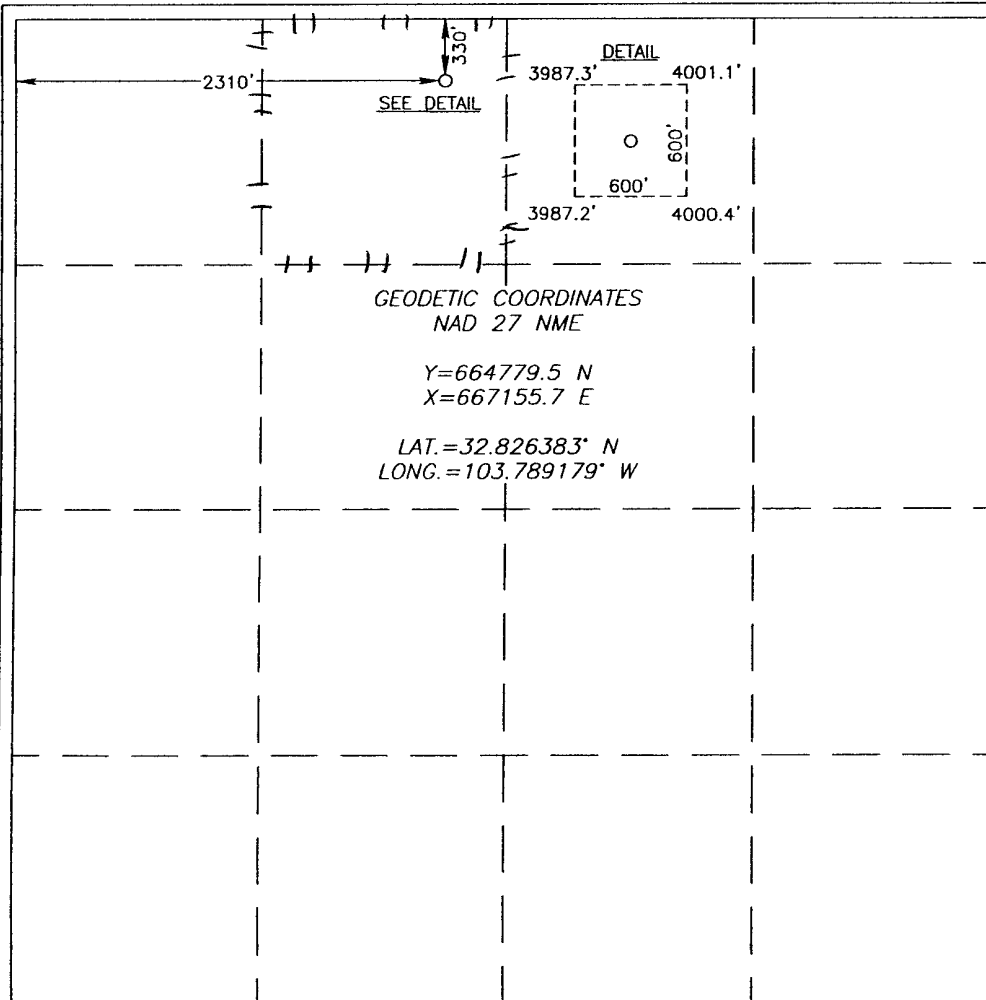 330'
2310'
SEE DETAIL
DETAIL
3987.3' 4001.1'
600'
600'
3987.2' 4000.4'
GEODETIC COORDINATES
NAD 27 NME
Y=664779.5 N
X=667155.7 E
LAT.=32.826383° N
LONG.=103.789179° W